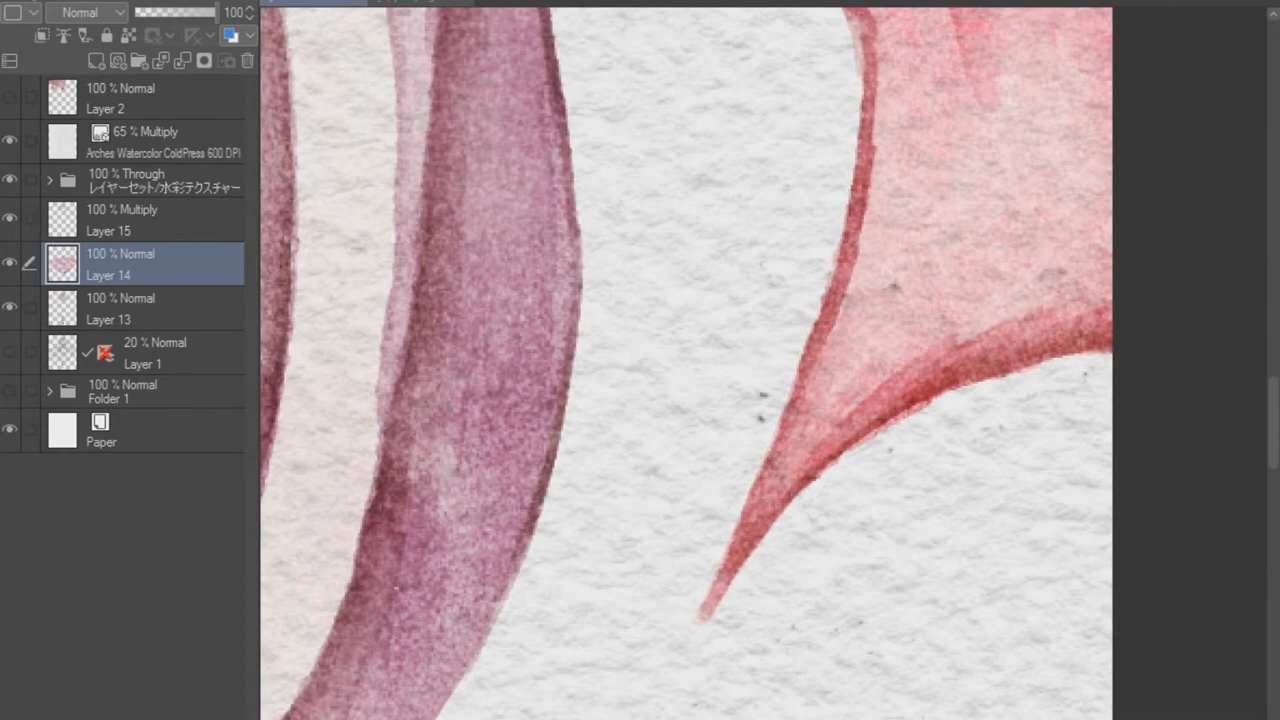 Normal 100
100 % Normal
Layer 2
65 % Multiply
Arches Watercolor ColdPress 600 DPI
100 % Through
レイヤーセット/水彩テクスチャー
100 % Multiply
Layer 15
100 % Normal
Layer 14
100 % Normal
Layer 13
20 % Normal
Layer 1
100 % Normal
Folder 1
Paper